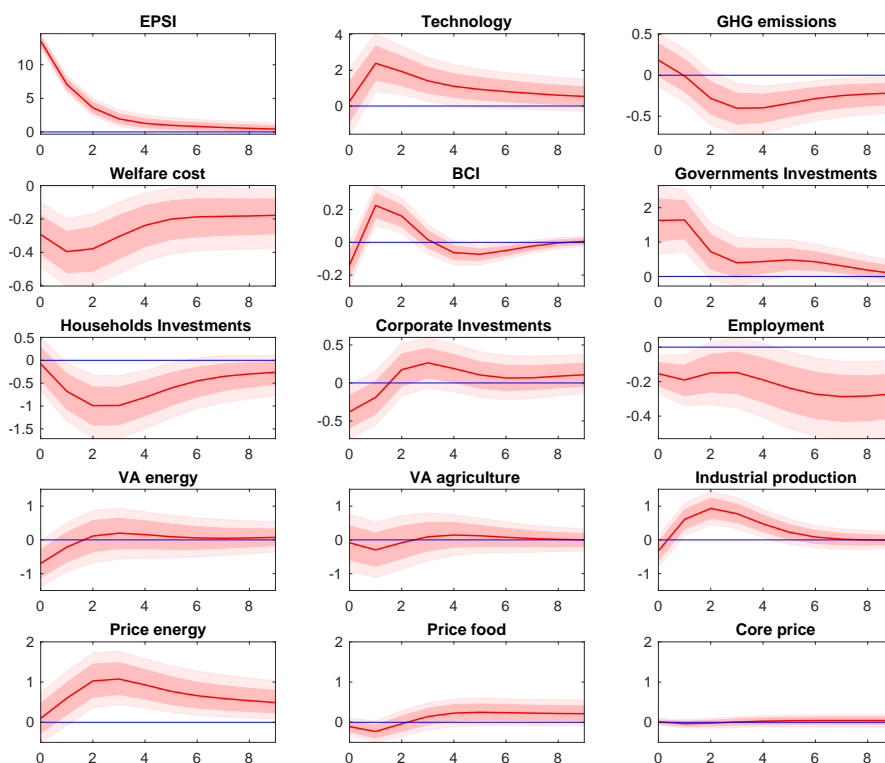 EPSI
10
5
0
0 2 4 6 8
Technology
4
2
0
0 2 4 6 8
GHG emissions
0.5
0
-0.5
0 2 4 6 8
Welfare cost
0
-0.2
-0.4
-0.6
0 2 4 6 8
BCI
0.2
0
-0.2
0 2 4 6 8
Governments Investments
2
1
0
0 2 4 6 8
Households Investments
0.5
0
-0.5
-1
-1.5
0 2 4 6 8
Corporate Investments
0.5
0
-0.5
0 2 4 6 8
Employment
0
-0.2
-0.4
0 2 4 6 8
VA energy
1
0
-1
0 2 4 6 8
VA agriculture
1
0
-1
0 2 4 6 8
Industrial production
1
0
-1
0 2 4 6 8
Price energy
2
1
0
0 2 4 6 8
Price food
2
1
0
0 2 4 6 8
Core price
2
1
0
0 2 4 6 8